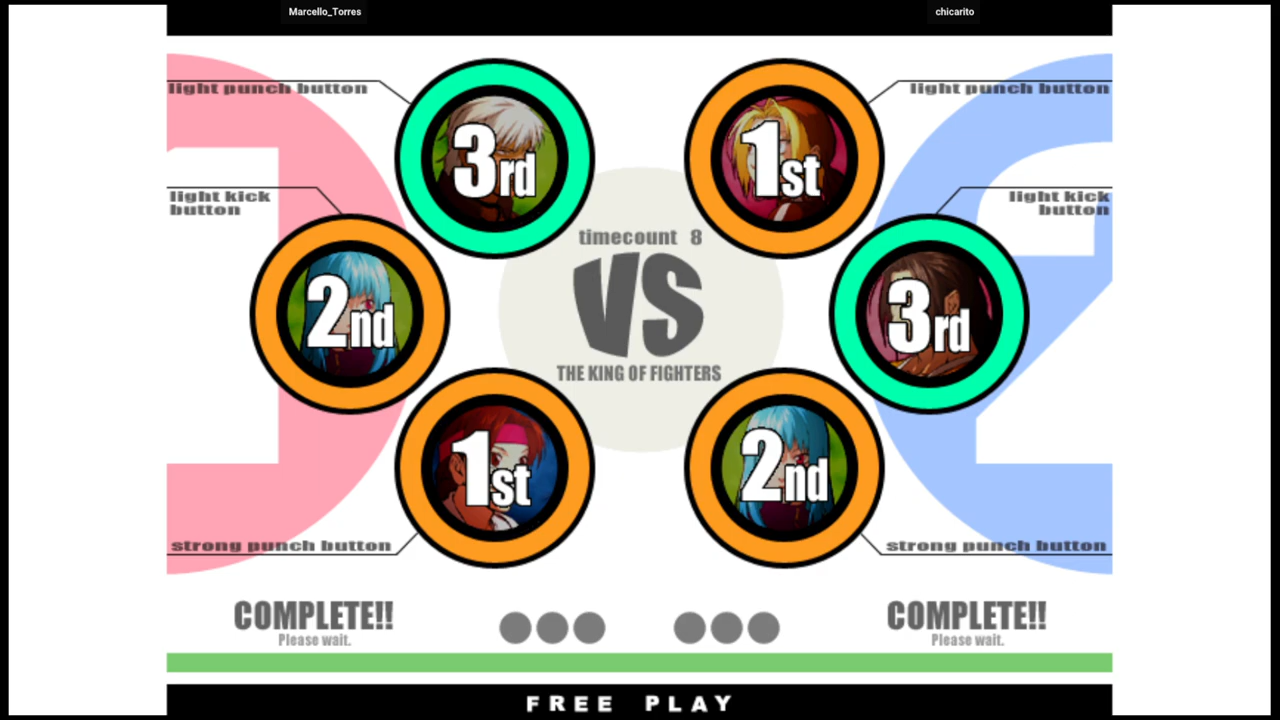 Marcello_Torres
chicarito
light punch button
light punch button
3rd
1st
light kick
button
light kick
button
timecount 8
VS
THE KING OF FIGHTERS
2nd
3rd
1st
2nd
strong punch button
strong punch button
COMPLETE!!
Please wait.
COMPLETE!!
Please wait.
FREE PLAY
1
2